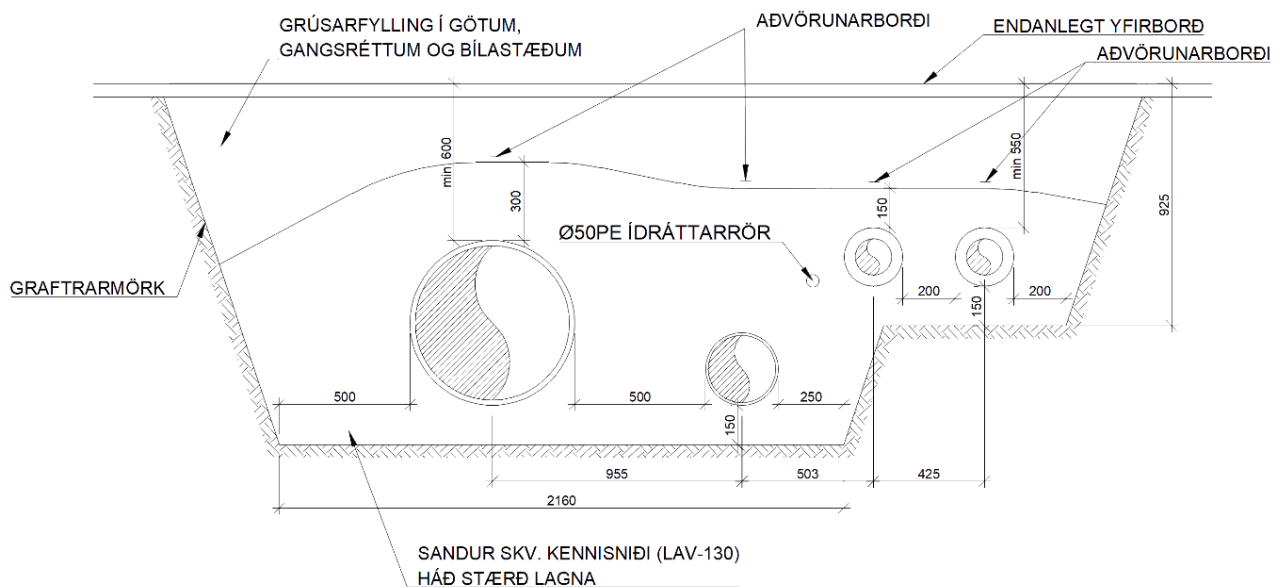 GRÚSARFYLLING Í GÖTUM,
GANGSRÉTTUM OG BÍLASTÆÐUM
AÐVÖRUNARBORÐI
ENDANLEGT YFIRBORÐ
AÐVÖRUNARBORÐI
min 600
300
min 550
150
925
Ø50PE ÍDRÁTTARRÖR
GRAFTRARMÖRK
200
150
200
500
500
250
150
955
503
425
2160
SANDUR SKV. KENNISNIÐI (LAV-130)
HÁÐ STÆRÐ LAGNA